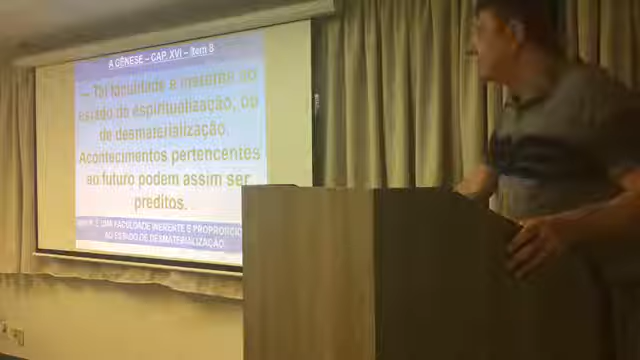 A GÊNESE – CAP. XVI – Item 8
– Tal faculdade é inerente ao
estado de espiritualização, ou
de desmaterialização.
Acontecimentos pertencentes
ao futuro podem assim ser
preditos.
UMA FACULDADE INERENTE E PROPORCIO
AO ESTADO DE DESMATERIALIZAÇÃO